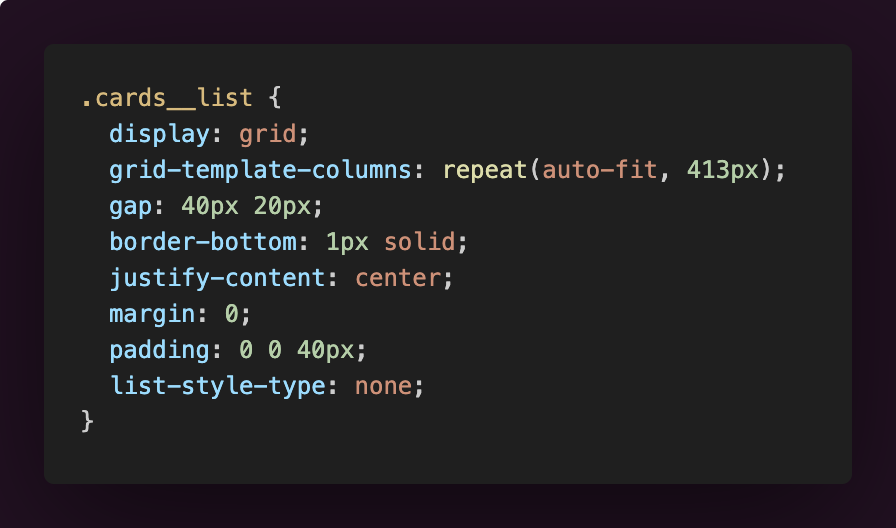 .cards__list {
  display: grid;
  grid-template-columns: repeat(auto-fit, 413px);
  gap: 40px 20px;
  border-bottom: 1px solid;
  justify-content: center;
  margin: 0;
  padding: 0 0 40px;
  list-style-type: none;
}